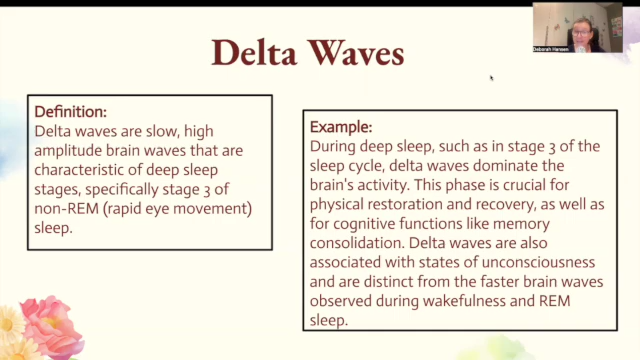 Delta Waves
Deborah Hansen
Definition:
Delta waves are slow, high
amplitude brain waves that are
characteristic of deep sleep
stages, specifically stage 3 of
non-REM (rapid eye movement)
sleep.
Example:
During deep sleep, such as in stage 3 of the
sleep cycle, delta waves dominate the
brain's activity. This phase is crucial for
physical restoration and recovery, as well as
for cognitive functions like memory
consolidation. Delta waves are also
associated with states of unconsciousness
and are distinct from the faster brain waves
observed during wakefulness and REM
sleep.